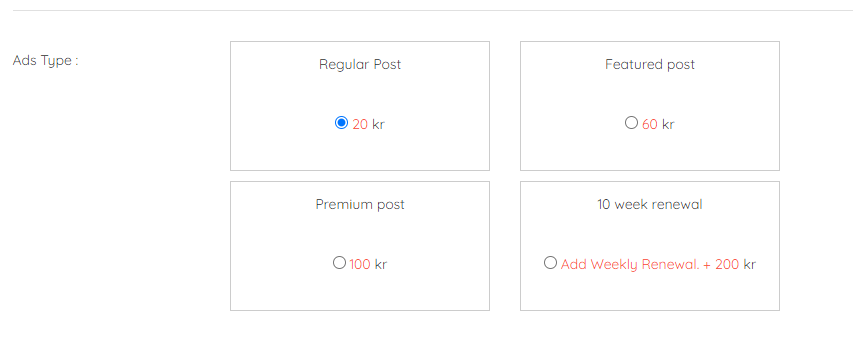 Ads Type :
Regular Post
20 kr
Featured post
60 kr
Premium post
100 kr
10 week renewal
Add Weekly Renewal. + 200 kr